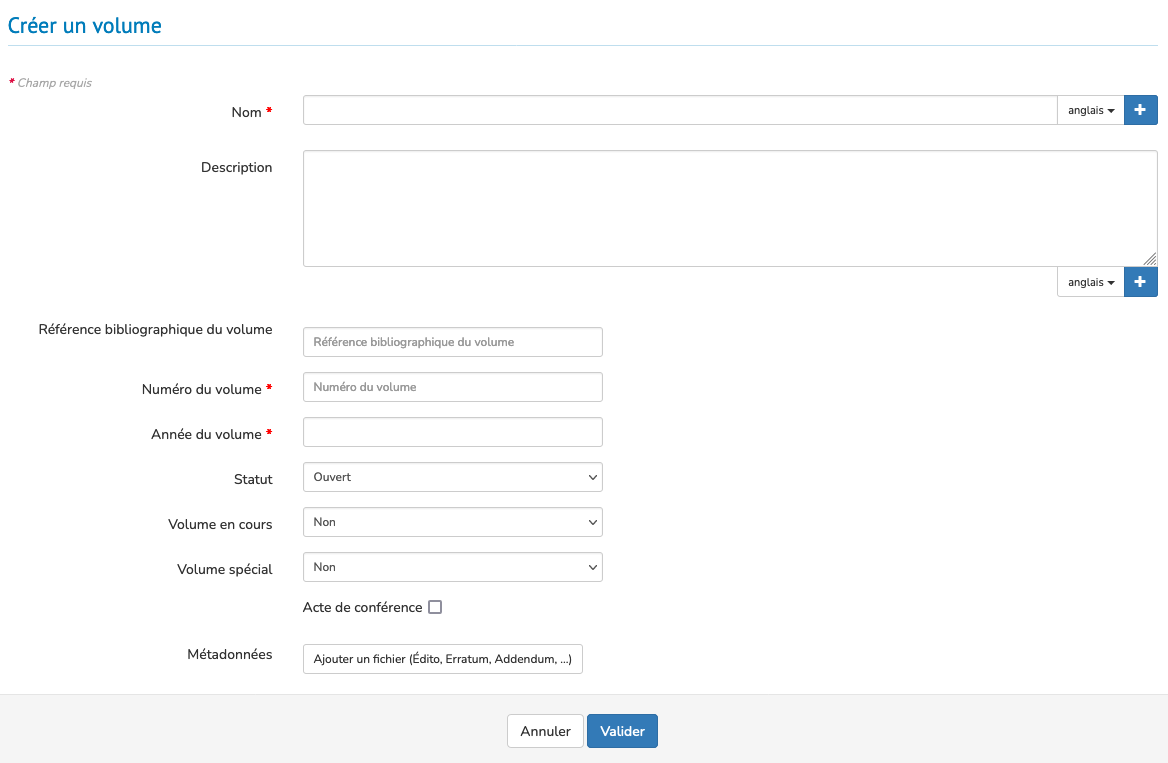 Créer un volume
* Champ requis
Nom *
anglais
Description
anglais
Référence bibliographique du volume
Référence bibliographique du volume
Numéro du volume *
Numéro du volume
Année du volume *
Statut
Ouvert
Volume en cours
Non
Volume spécial
Non
Acte de conférence
Métadonnées
Ajouter un fichier (Édito, Erratum, Addendum, ...)
Annuler
Valider